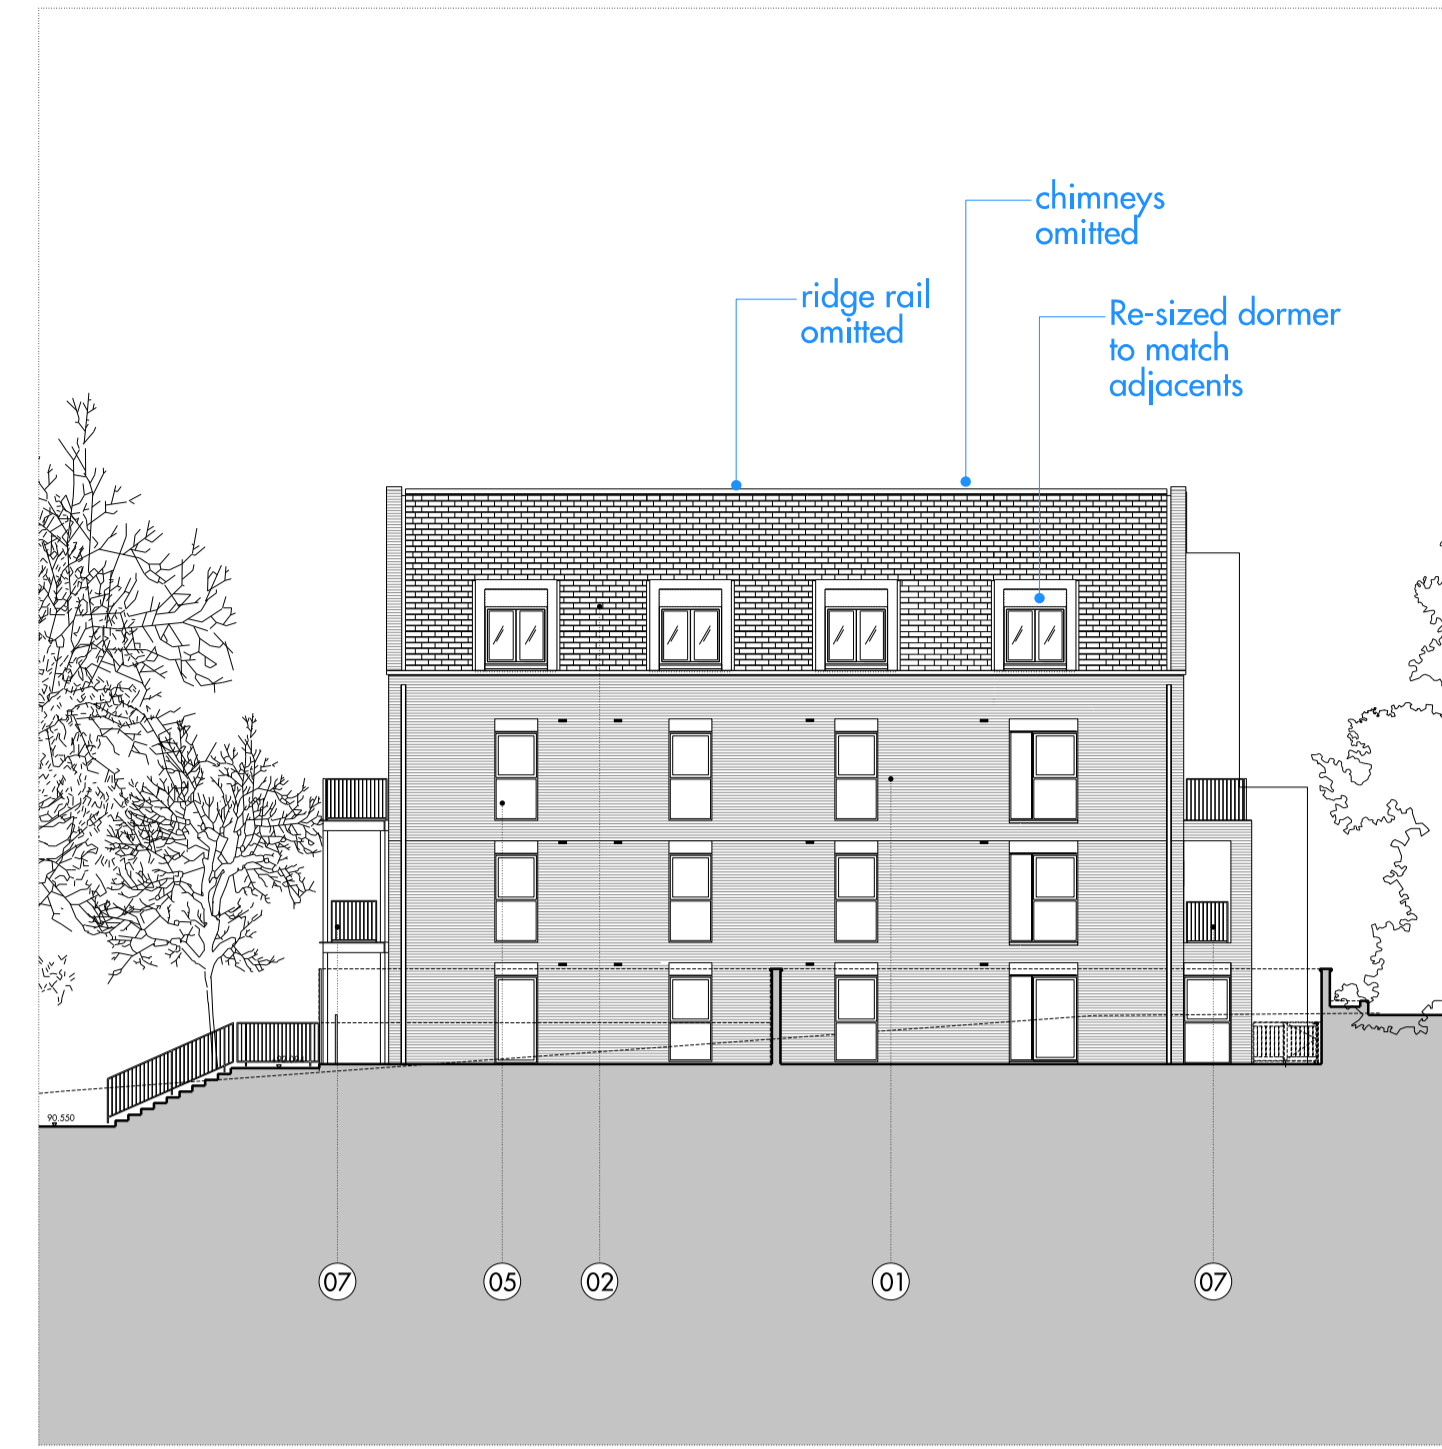 chimneys
omitted
ridge rail
omitted
Re-sized dormer
to match
adjacents
90.550
07
05
02
01
07